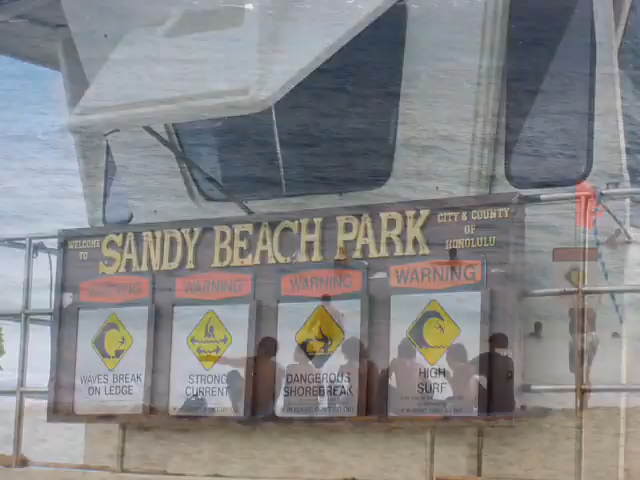 WELCOME
TO
SANDY BEACH PARK
CITY & COUNTY
OF
HONOLULU
WARNING
WAVES BREAK
ON LEDGE
WARNING
STRONG
CURRENT
WARNING
DANGEROUS
SHOREBREAK
WARNING
HIGH
SURF